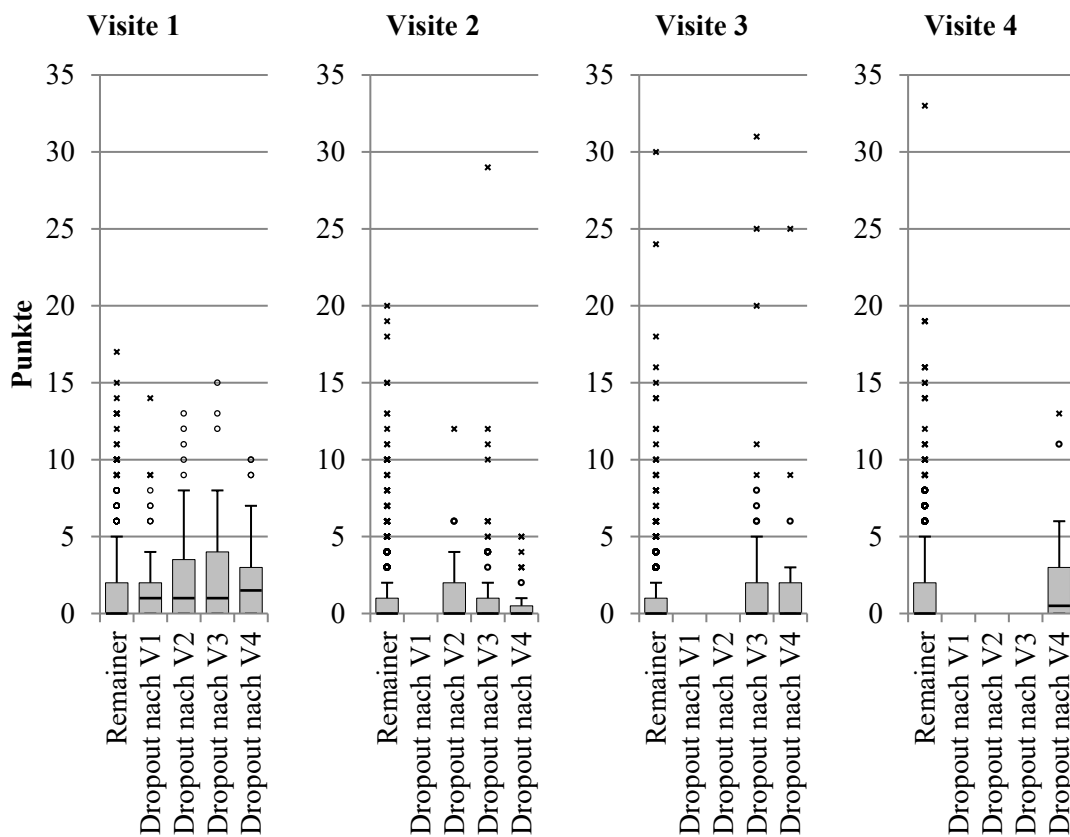 Visite 1
Visite 2
Visite 3
Visite 4
Punkte
35
30
25
20
15
10
5
0
Remainer
Dropout nach V1
Dropout nach V2
Dropout nach V3
Dropout nach V4
35
30
25
20
15
10
5
0
Remainer
Dropout nach V1
Dropout nach V2
Dropout nach V3
Dropout nach V4
35
30
25
20
15
10
5
0
Remainer
Dropout nach V1
Dropout nach V2
Dropout nach V3
Dropout nach V4
35
30
25
20
15
10
5
0
Remainer
Dropout nach V1
Dropout nach V2
Dropout nach V3
Dropout nach V4